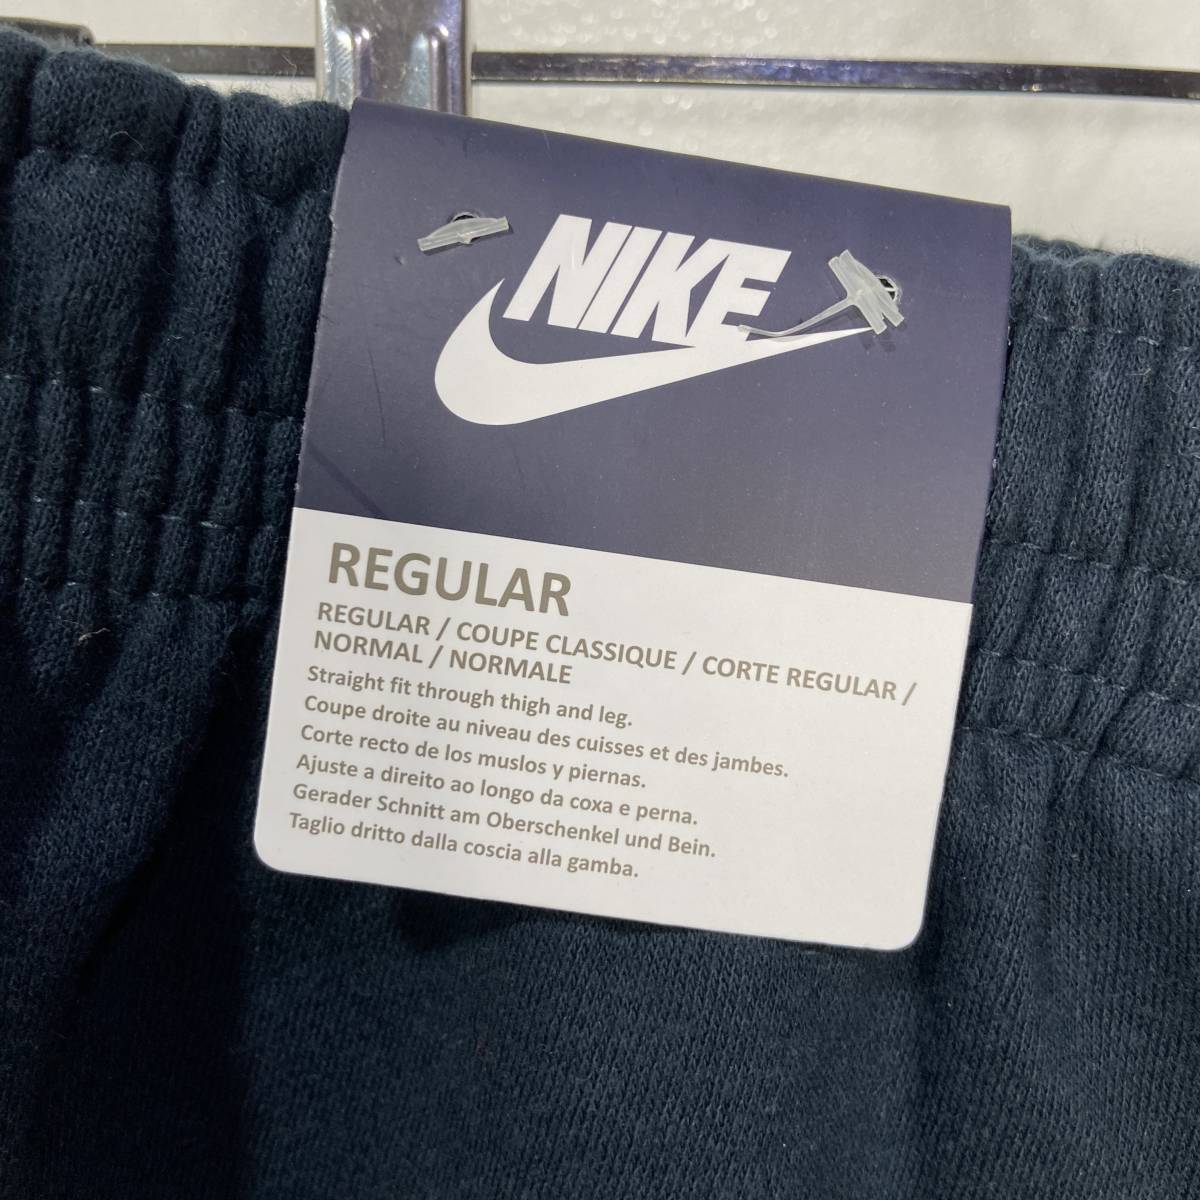 NIKE
REGULAR
REGULAR / COUPE CLASSIQUE / CORTE REGULAR /
NORMAL / NORMALE
Straight fit through thigh and leg.
Coupe droite au niveau des cuisses et des jambes.
Corte recto de los muslos y piernas.
Ajuste a direito ao longo da coxa e perna.
Gerader Schnitt am Oberschenkel und Bein.
Taglio dritto dalla coscia alla gamba.